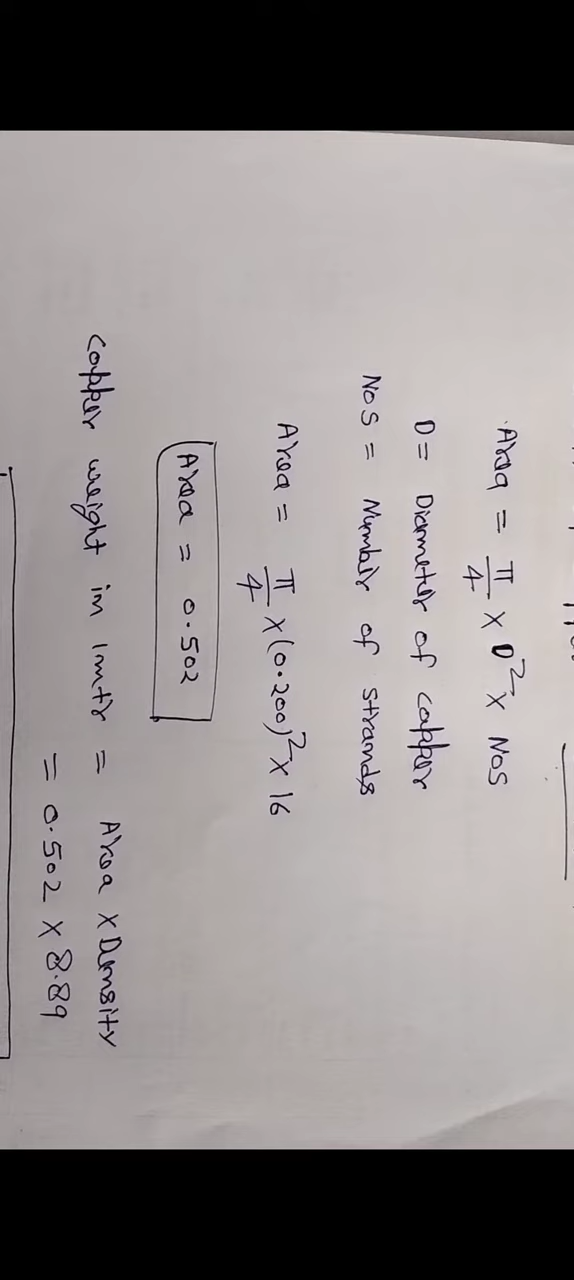 Area = π/4 × D² × NoS
D = Diameter of Copper
NoS = Number of strands
Area = π/4 × (0.200)² × 16
Area = 0.502
Copper weight in 1mtr = Area × Density
= 0.502 × 8.89